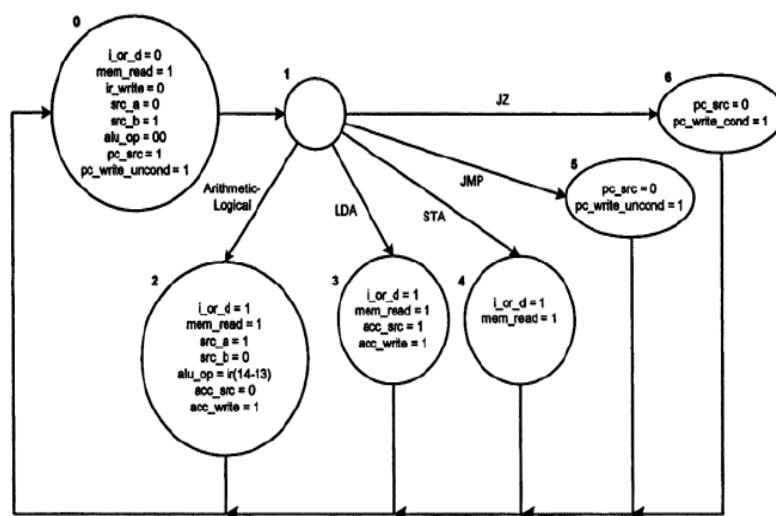 0
i_or_d = 0
mem_read = 1
ir_write = 0
src_a = 0
src_b = 1
alu_op = 00
pc_src = 1
pc_write_uncond = 1
1
JZ
6
pc_src = 0
pc_write_cond = 1
JMP
5
pc_src = 0
pc_write_uncond = 1
Arithmetic-
Logical
LDA
STA
2
i_or_d = 1
mem_read = 1
src_a = 1
src_b = 0
alu_op = ir(14-13)
acc_src = 0
acc_write = 1
3
i_or_d = 1
mem_read = 1
acc_src = 1
acc_write = 1
4
i_or_d = 1
mem_read = 1